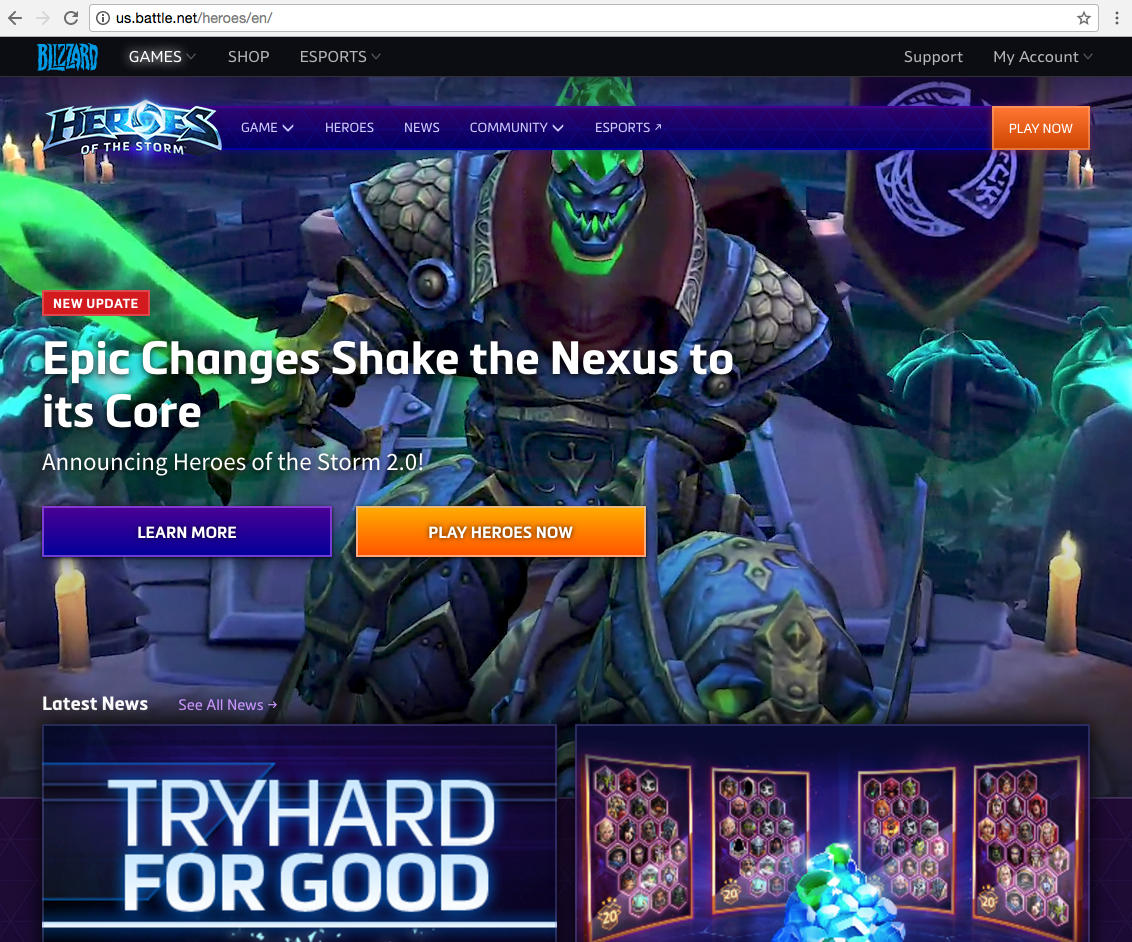 us.battle.net/heroes/en/
BLIZZARD
GAMES
SHOP
ESPORTS
Support
My Account
HEROES
OF THE STORM
GAME
HEROES
NEWS
COMMUNITY
ESPORTS
PLAY NOW
NEW UPDATE
Epic Changes Shake the Nexus to
its Core
Announcing Heroes of the Storm 2.0!
LEARN MORE
PLAY HEROES NOW
Latest News
See All News →
TRYHARD
FOR GOOD
20
20
20
20